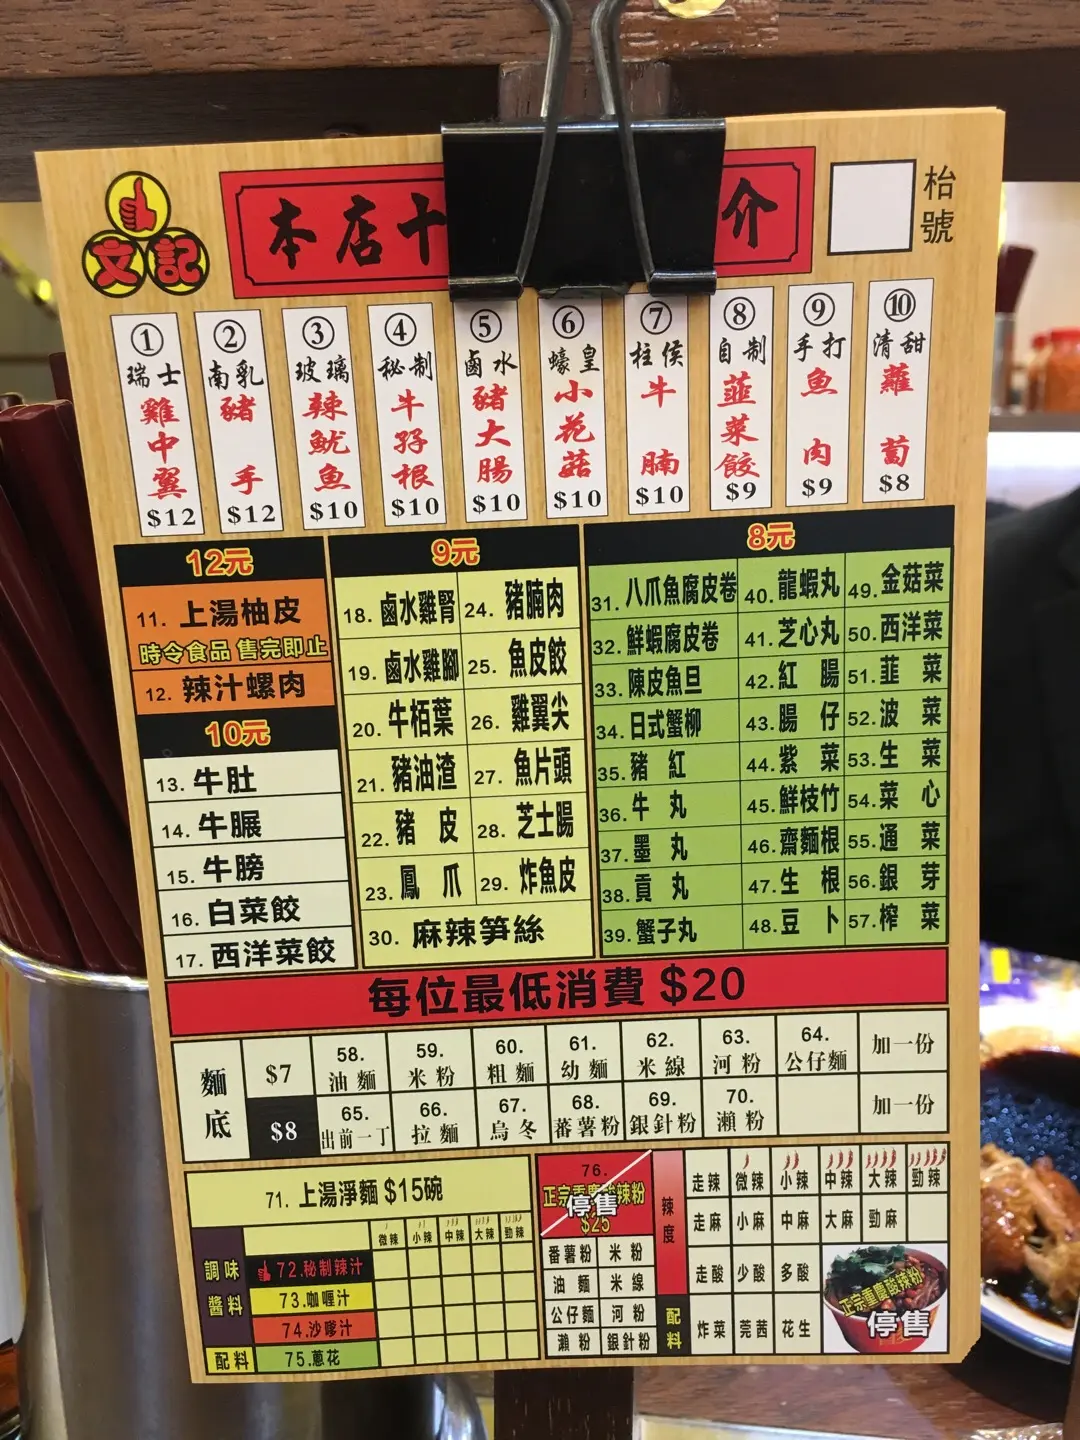 文記
本店十
介
枱號
① 瑞士雞中翼 $12
② 南乳豬手 $12
③ 玻璃辣魷魚 $10
④ 秘制牛孖根 $10
⑤ 鹵水豬大腸 $10
⑥ 蠔皇小花菇 $10
⑦ 柱侯牛腩 $10
⑧ 自制韮菜餃 $9
⑨ 手打魚肉 $9
⑩ 清甜蘿蔔 $8
12元
11. 上湯柚皮
時令食品 售完即止
12. 辣汁螺肉
10元
13. 牛肚
14. 牛𦟌
15. 牛膀
16. 白菜餃
17. 西洋菜餃
9元
18. 鹵水雞腎
19. 鹵水雞腳
20. 牛栢葉
21. 豬油渣
22. 豬皮
23. 鳳爪
24. 豬腩肉
25. 魚皮餃
26. 雞翼尖
27. 魚片頭
28. 芝士腸
29. 炸魚皮
30. 麻辣笋絲
8元
31. 八爪魚腐皮卷
32. 鮮蝦腐皮卷
33. 陳皮魚旦
34. 日式蟹柳
35. 豬紅
36. 牛丸
37. 墨丸
38. 貢丸
39. 蟹子丸
40. 龍蝦丸
41. 芝心丸
42. 紅腸
43. 腸仔
44. 紫菜
45. 鮮枝竹
46. 齋麵根
47. 生根
48. 豆卜
49. 金菇菜
50. 西洋菜
51. 韮菜
52. 波菜
53. 生菜
54. 菜心
55. 通菜
56. 銀芽
57. 榨菜
每位最低消費 $20
麵底
$7
58. 油麵
59. 米粉
60. 粗麵
61. 幼麵
62. 米線
63. 河粉
64. 公仔麵
加一份
$8
65. 出前一丁
66. 拉麵
67. 烏冬
68. 蕃薯粉
69. 銀針粉
70. 瀨粉
加一份
71. 上湯淨麵 $15碗
微辣 小辣 中辣 大辣 勁辣
調味醬料
72.秘制辣汁
73.咖喱汁
74.沙嗲汁
配料
75.蔥花
76.
正宗重慶酸辣粉
停售
$25
番薯粉 米粉
油麵 米線
公仔麵 河粉
瀨粉 銀針粉
辣度
走辣 微辣 小辣 中辣 大辣 勁辣
走麻 小麻 中麻 大麻 勁麻
走酸 少酸 多酸
配料
炸菜 莞茜 花生
正宗重慶酸辣粉
停售